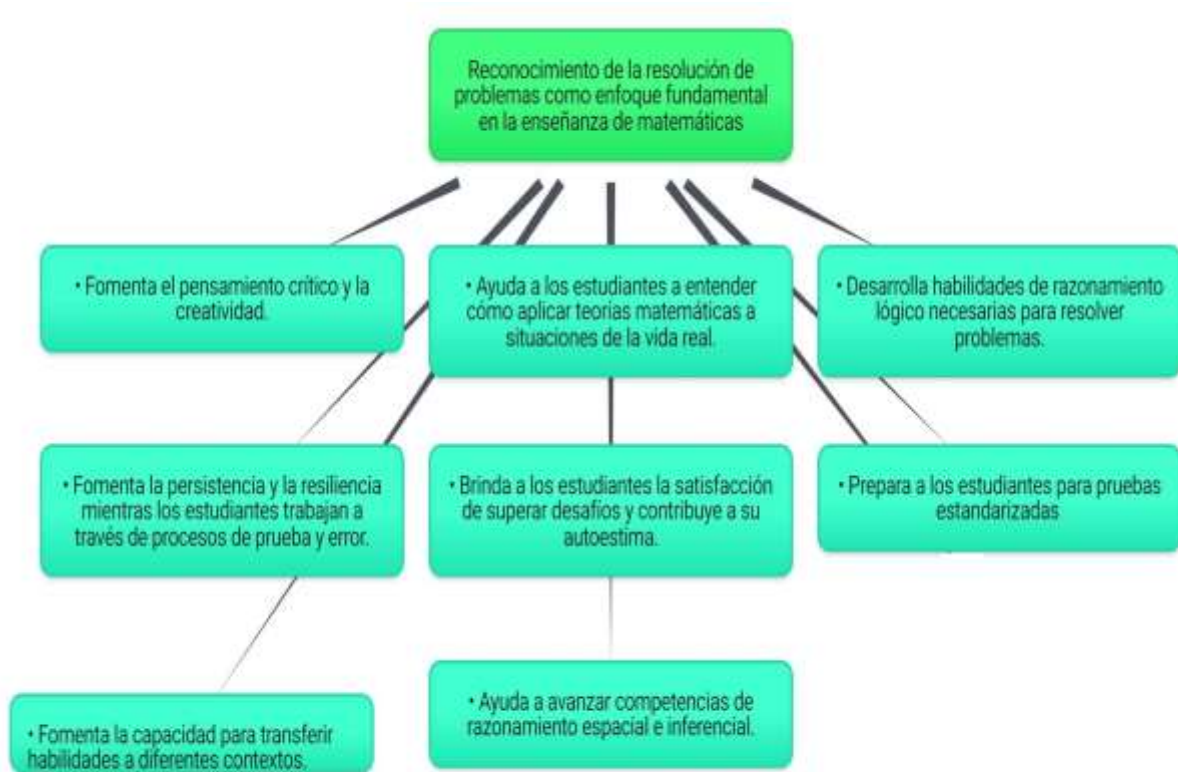 Reconocimiento de la resolución de
problemas como enfoque fundamental
en la enseñanza de matemáticas
• Fomenta el pensamiento crítico y la
creatividad.
• Ayuda a los estudiantes a entender
cómo aplicar teorías matemáticas a
situaciones de la vida real.
• Desarrolla habilidades de razonamiento
lógico necesarias para resolver
problemas.
• Fomenta la persistencia y la resiliencia
mientras los estudiantes trabajan a
través de procesos de prueba y error.
• Brinda a los estudiantes la satisfacción
de superar desafíos y contribuye a su
autoestima.
• Prepara a los estudiantes para pruebas
estandarizadas
• Fomenta la capacidad para transferir
habilidades a diferentes contextos.
• Ayuda a avanzar competencias de
razonamiento espacial e inferencial.